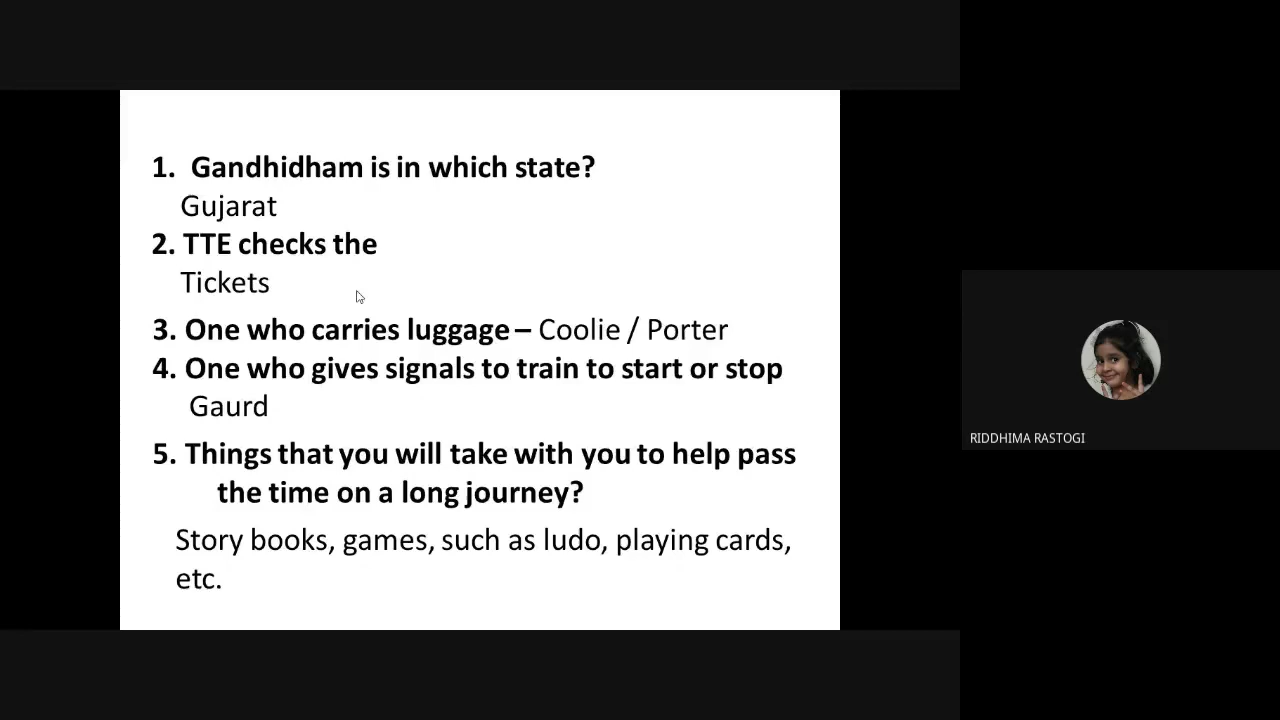 1. Gandhidham is in which state?
Gujarat
2. TTE checks the
Tickets
3. One who carries luggage – Coolie / Porter
4. One who gives signals to train to start or stop
Gaurd
5. Things that you will take with you to help pass
the time on a long journey?
Story books, games, such as ludo, playing cards,
etc.
RIDDHIMA RASTOGI